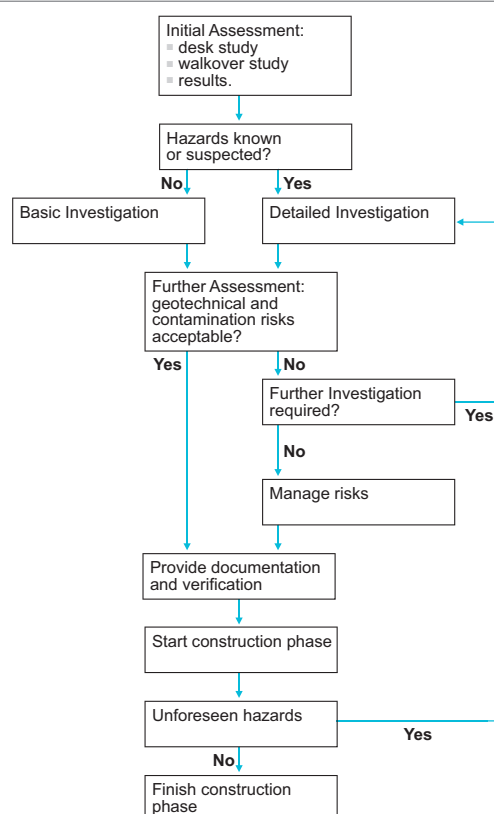 Initial Assessment:
▪ desk study
▪ walkover study
▪ results.
Hazards known
or suspected?
No
Yes
Basic Investigation
Detailed Investigation
Further Assessment:
geotechnical and
contamination risks
acceptable?
Yes
No
Further Investigation
required?
Yes
No
Manage risks
Provide documentation
and verification
Start construction phase
Unforeseen hazards
Yes
No
Finish construction
phase